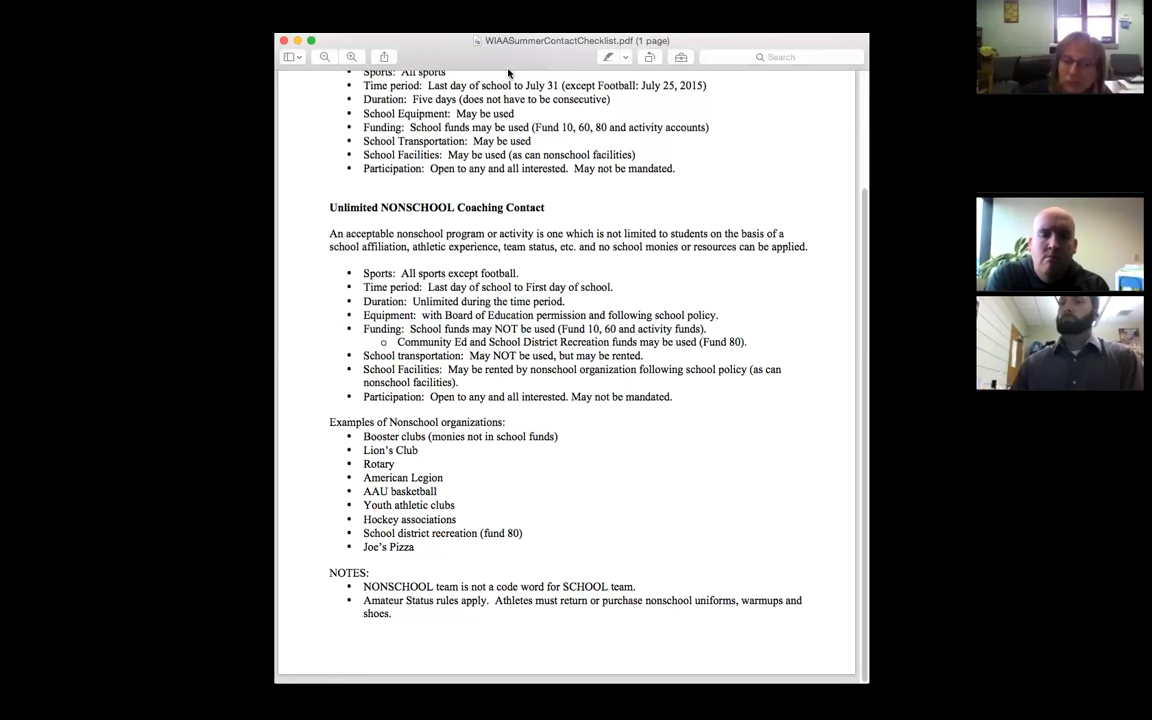 WIAASummerContactChecklist.pdf (1 page)
Search
• Sports: All sports
• Time period: Last day of school to July 31 (except Football: July 25, 2015)
• Duration: Five days (does not have to be consecutive)
• School Equipment: May be used
• Funding: School funds may be used (Fund 10, 60, 80 and activity accounts)
• School Transportation: May be used
• School Facilities: May be used (as can nonschool facilities)
• Participation: Open to any and all interested. May not be mandated.
Unlimited NONSCHOOL Coaching Contact
An acceptable nonschool program or activity is one which is not limited to students on the basis of a
school affiliation, athletic experience, team status, etc. and no school monies or resources can be applied.
• Sports: All sports except football.
• Time period: Last day of school to First day of school.
• Duration: Unlimited during the time period.
• Equipment: with Board of Education permission and following school policy.
• Funding: School funds may NOT be used (Fund 10, 60 and activity funds).
o Community Ed and School District Recreation funds may be used (Fund 80).
• School transportation: May NOT be used, but may be rented.
• School Facilities: May be rented by nonschool organization following school policy (as can
nonschool facilities).
• Participation: Open to any and all interested. May not be mandated.
Examples of Nonschool organizations:
• Booster clubs (monies not in school funds)
• Lion's Club
• Rotary
• American Legion
• AAU basketball
• Youth athletic clubs
• Hockey associations
• School district recreation (fund 80)
• Joe's Pizza
NOTES:
• NONSCHOOL team is not a code word for SCHOOL team.
• Amateur Status rules apply. Athletes must return or purchase nonschool uniforms, warmups and
shoes.